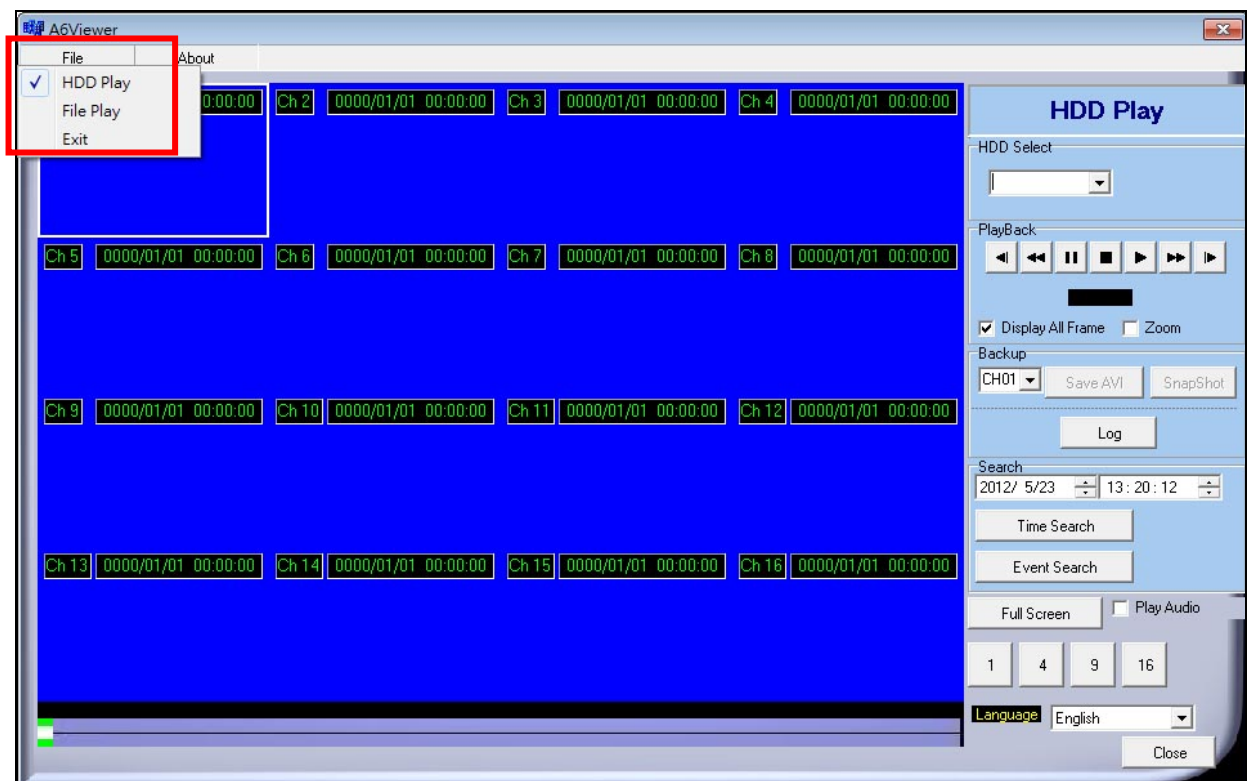 A6Viewer
File About
HDD Play
File Play
Exit
0:00:00 Ch 2 0000/01/01 00:00:00 Ch 3 0000/01/01 00:00:00 Ch 4 0000/01/01 00:00:00
Ch 5 0000/01/01 00:00:00 Ch 6 0000/01/01 00:00:00 Ch 7 0000/01/01 00:00:00 Ch 8 0000/01/01 00:00:00
Ch 9 0000/01/01 00:00:00 Ch 10 0000/01/01 00:00:00 Ch 11 0000/01/01 00:00:00 Ch 12 0000/01/01 00:00:00
Ch 13 0000/01/01 00:00:00 Ch 14 0000/01/01 00:00:00 Ch 15 0000/01/01 00:00:00 Ch 16 0000/01/01 00:00:00
HDD Play
HDD Select
PlayBack
Display All Frame Zoom
Backup
CH01 Save AVI SnapShot
Log
Search
2012/ 5/23 13:20:12
Time Search
Event Search
Full Screen Play Audio
1 4 9 16
Language English
Close